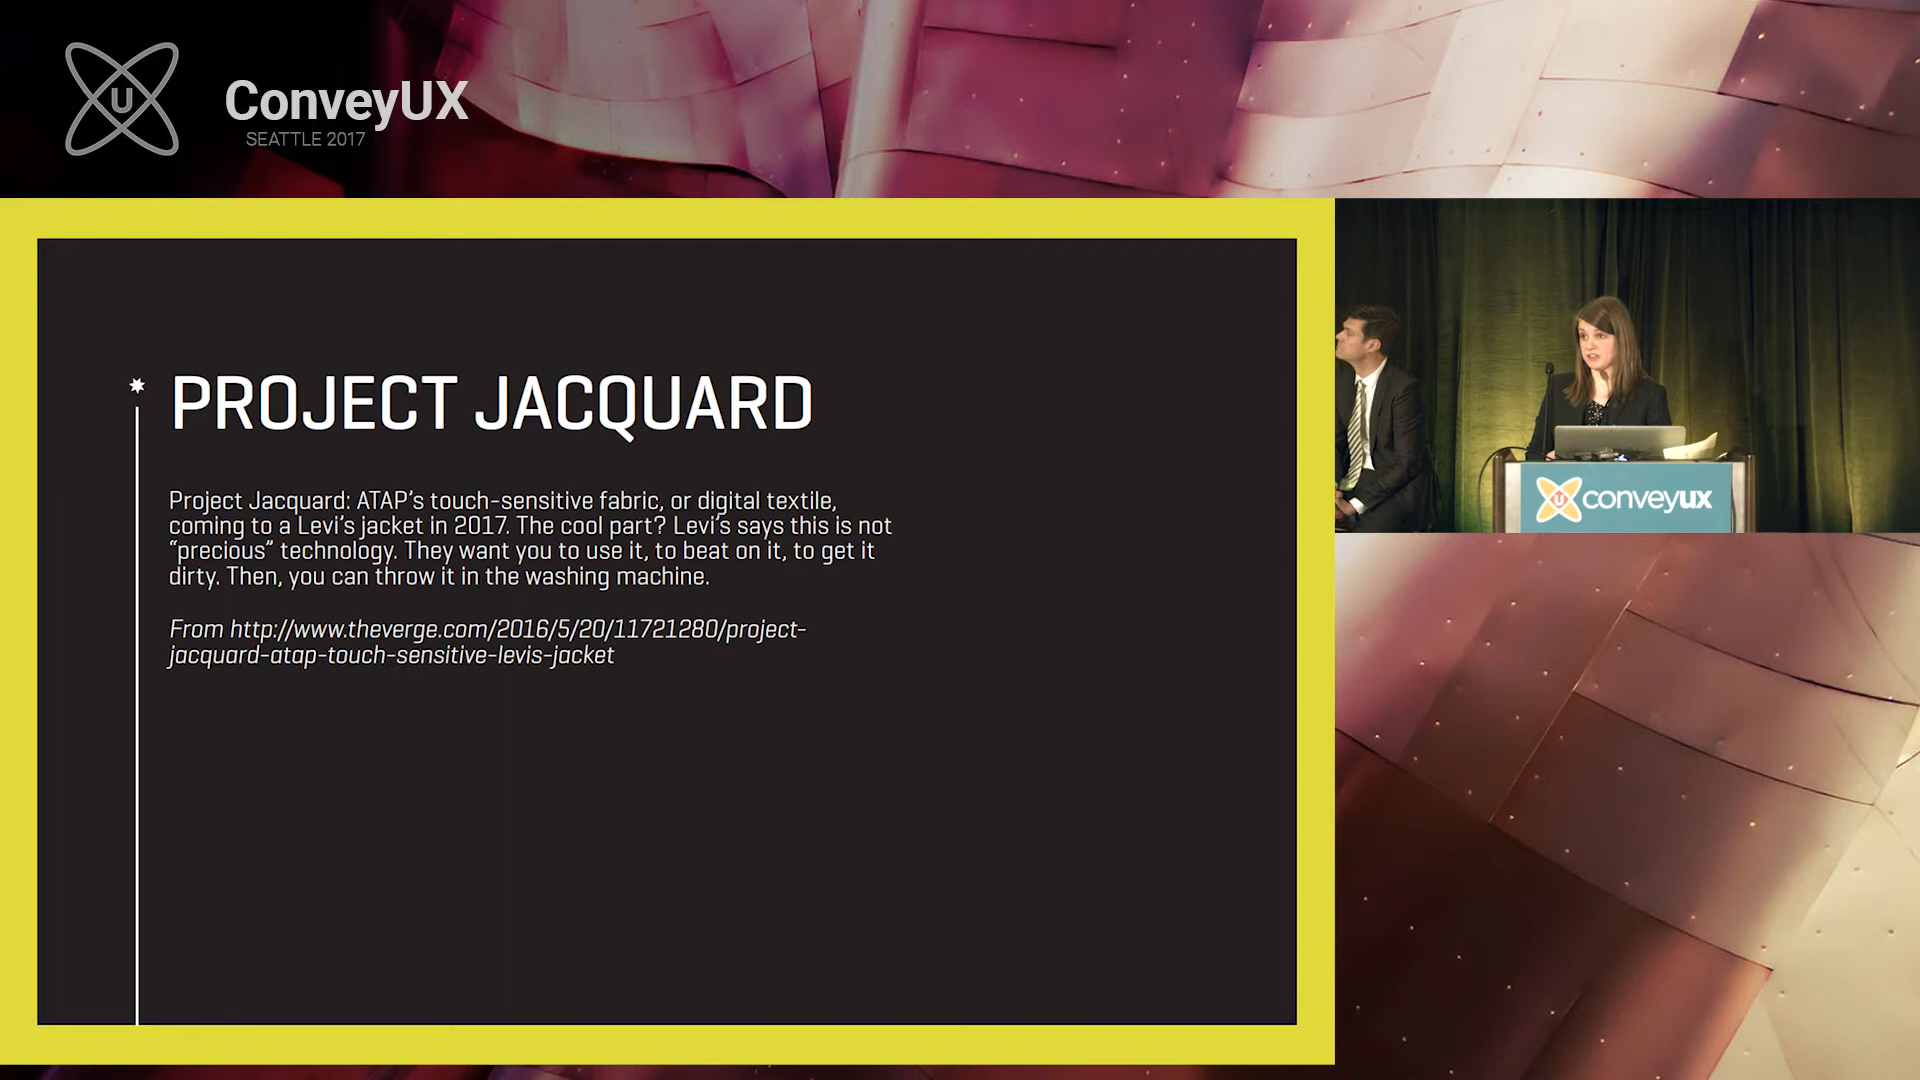 U
ConveyUX
SEATTLE 2017
PROJECT JACQUARD
Project Jacquard: ATAP's touch-sensitive fabric, or digital textile,
coming to a Levi's jacket in 2017. The cool part? Levi's says this is not
“precious” technology. They want you to use it, to beat on it, to get it
dirty. Then, you can throw it in the washing machine.
From http://www.theverge.com/2016/5/20/11721280/project-
jacquard-atap-touch-sensitive-levis-jacket
U conveyux